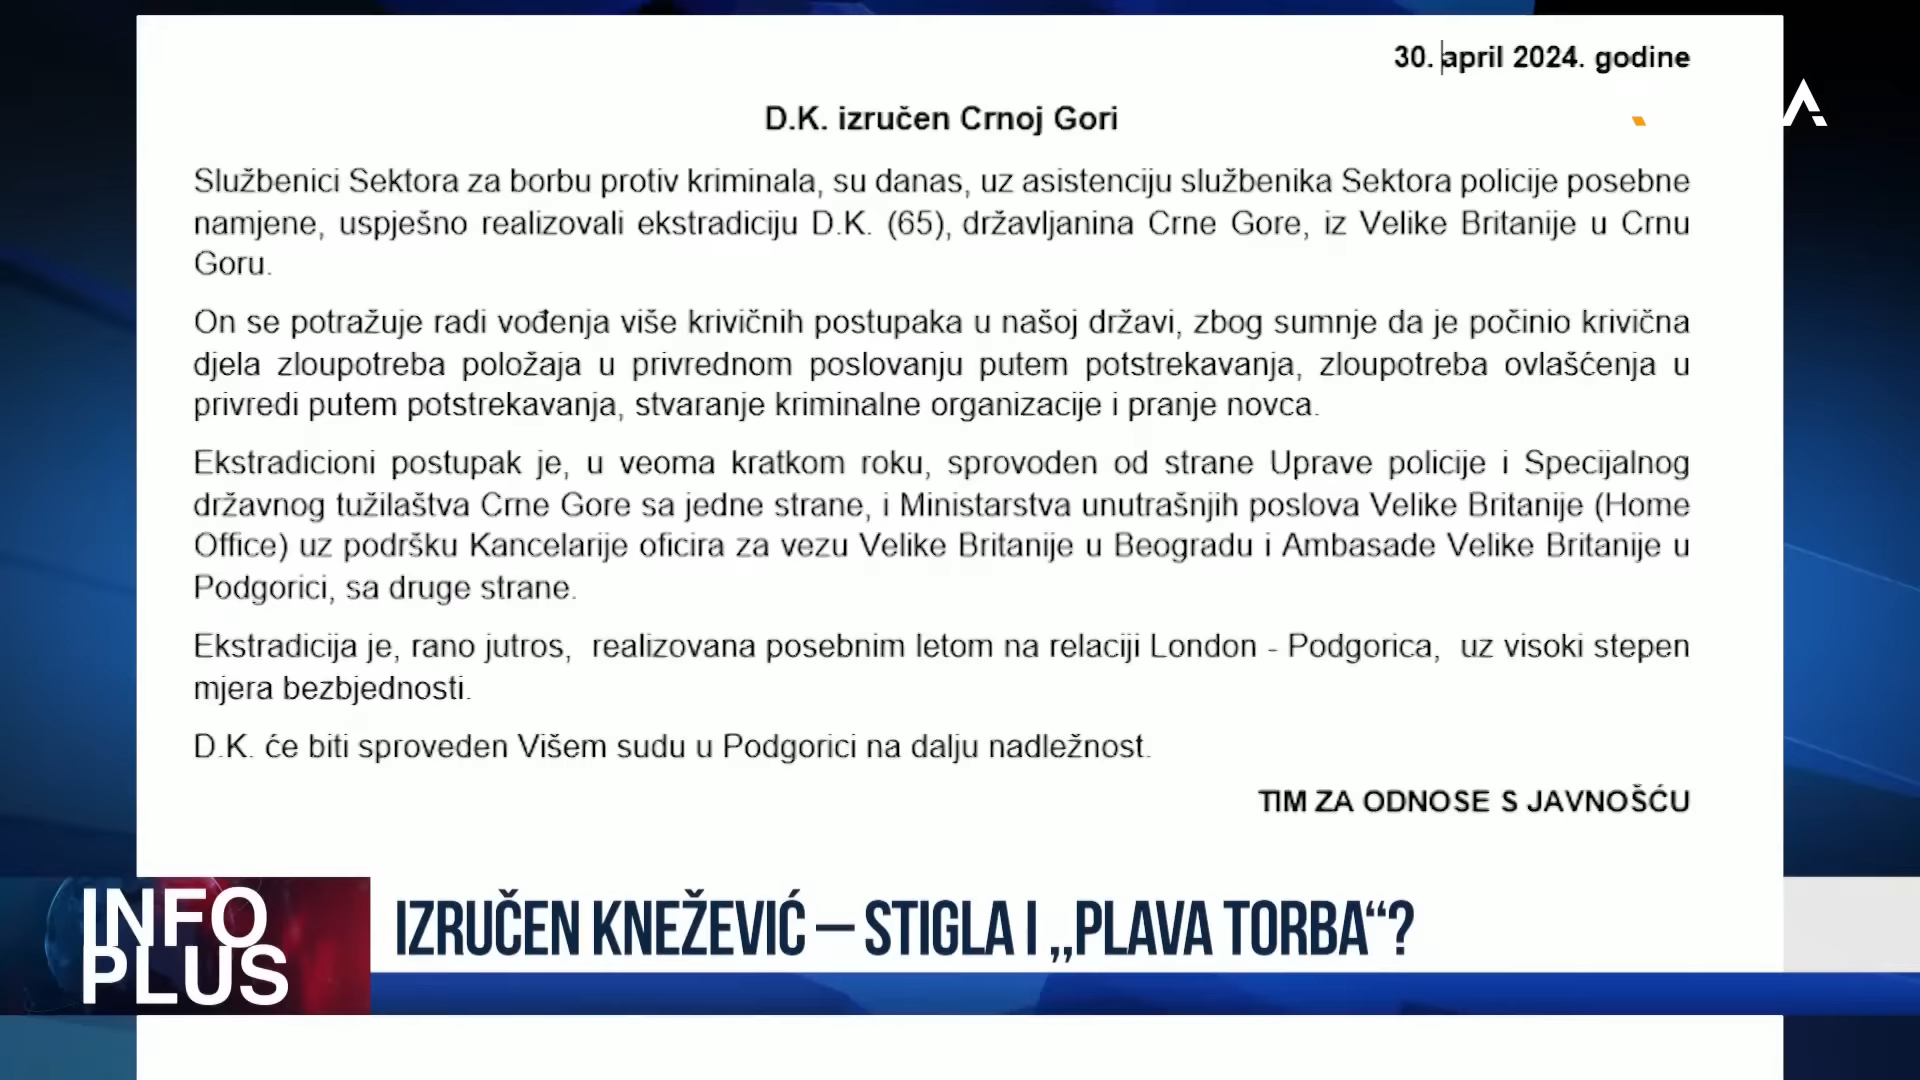 30. april 2024. godine
D.K. izručen Crnoj Gori
Službenici Sektora za borbu protiv kriminala, su danas, uz asistenciju službenika Sektora policije posebne
namjene, uspješno realizovali ekstradiciju D.K. (65), državljanina Crne Gore, iz Velike Britanije u Crnu
Goru.
On se potražuje radi vođenja više krivičnih postupaka u našoj državi, zbog sumnje da je počinio krivična
djela zloupotreba položaja u privrednom poslovanju putem potstrekavanja, zloupotreba ovlašćenja u
privredi putem potstrekavanja, stvaranje kriminalne organizacije i pranje novca.
Ekstradicioni postupak je, u veoma kratkom roku, sprovoden od strane Uprave policije i Specijalnog
državnog tužilaštva Crne Gore sa jedne strane, i Ministarstva unutrašnjih poslova Velike Britanije (Home
Office) uz podršku Kancelarije oficira za vezu Velike Britanije u Beogradu i Ambasade Velike Britanije u
Podgorici, sa druge strane.
Ekstradicija je, rano jutros, realizovana posebnim letom na relaciji London - Podgorica, uz visoki stepen
mjera bezbjednosti.
D.K. će biti sproveden Višem sudu u Podgorici na dalju nadležnost.
TIM ZA ODNOSE S JAVNOŠĆU
INFO
PLUS
IZRUČEN KNEŽEVIĆ – STIGLA I „PLAVA TORBA“?